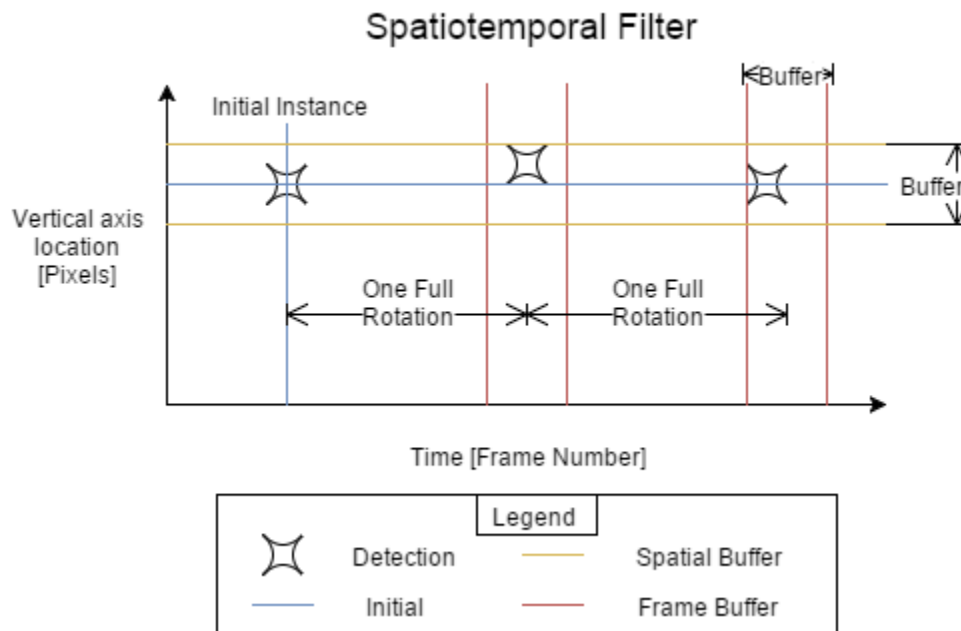 Spatiotemporal Filter
Buffer
Initial Instance
Buffer
Vertical axis
location
[Pixels]
One Full
Rotation
One Full
Rotation
Time [Frame Number]
Legend
Detection
Spatial Buffer
Initial
Frame Buffer